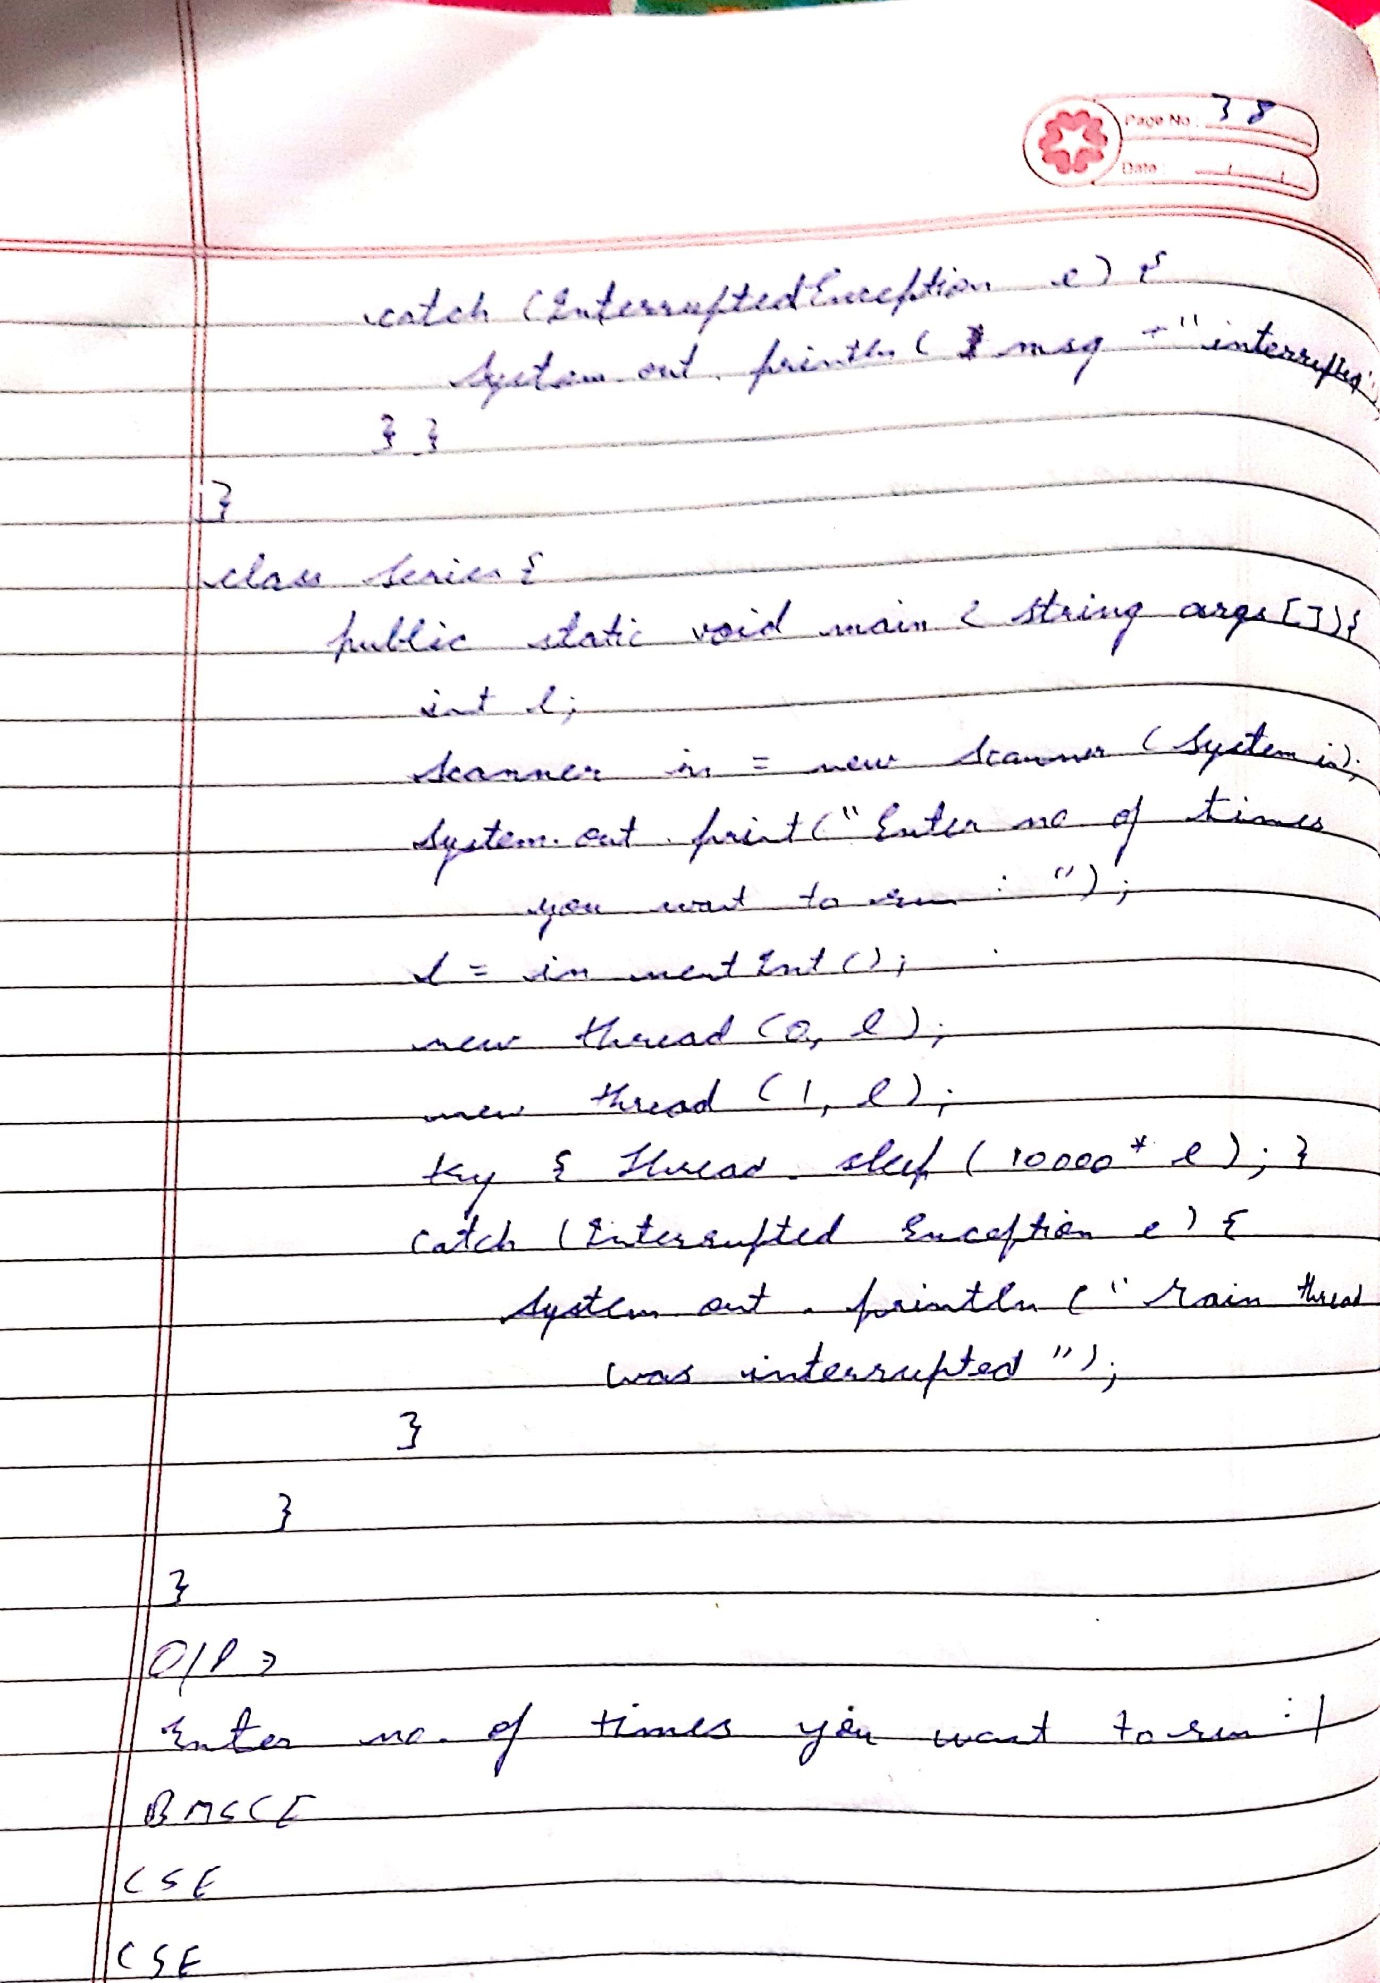 Page No. 38
Date:
catch (InterruptedException e) {
System.out.println( msg +"interrupted"
} }
}
class Series {
public static void main ( String args[]){
int l;
Scanner in = new Scanner (System.in);
System.out.print("Enter no of times
you want to run : ");
l = in nextInt();
new thread (0, l);
new thread (1, l);
try { Thread.sleep (10000 * l); }
catch (Interrupted Exception e) {
System out . println (" rain thread
was interrupted ");
}
}
}
O/P
Enter no. of times you want to run : 1
BMSCE
CSE
CSE